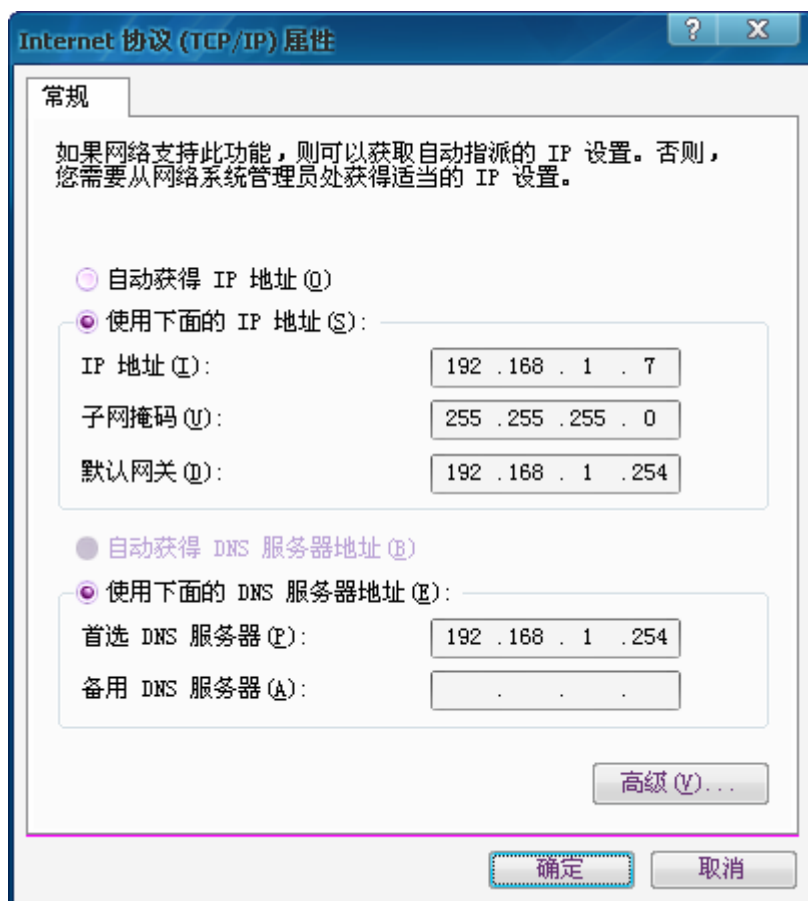 Internet 协议 (TCP/IP) 属性
?
X
常规
如果网络支持此功能，则可以获取自动指派的 IP 设置。否则，
您需要从网络系统管理员处获得适当的 IP 设置。
自动获得 IP 地址(O)
使用下面的 IP 地址(S):
IP 地址(I): 192 .168 . 1 . 7
子网掩码(U): 255 .255 .255 . 0
默认网关(D): 192 .168 . 1 .254
自动获得 DNS 服务器地址(B)
使用下面的 DNS 服务器地址(E):
首选 DNS 服务器(P): 192 .168 . 1 .254
备用 DNS 服务器(A): . . .
高级(V)...
确定 取消